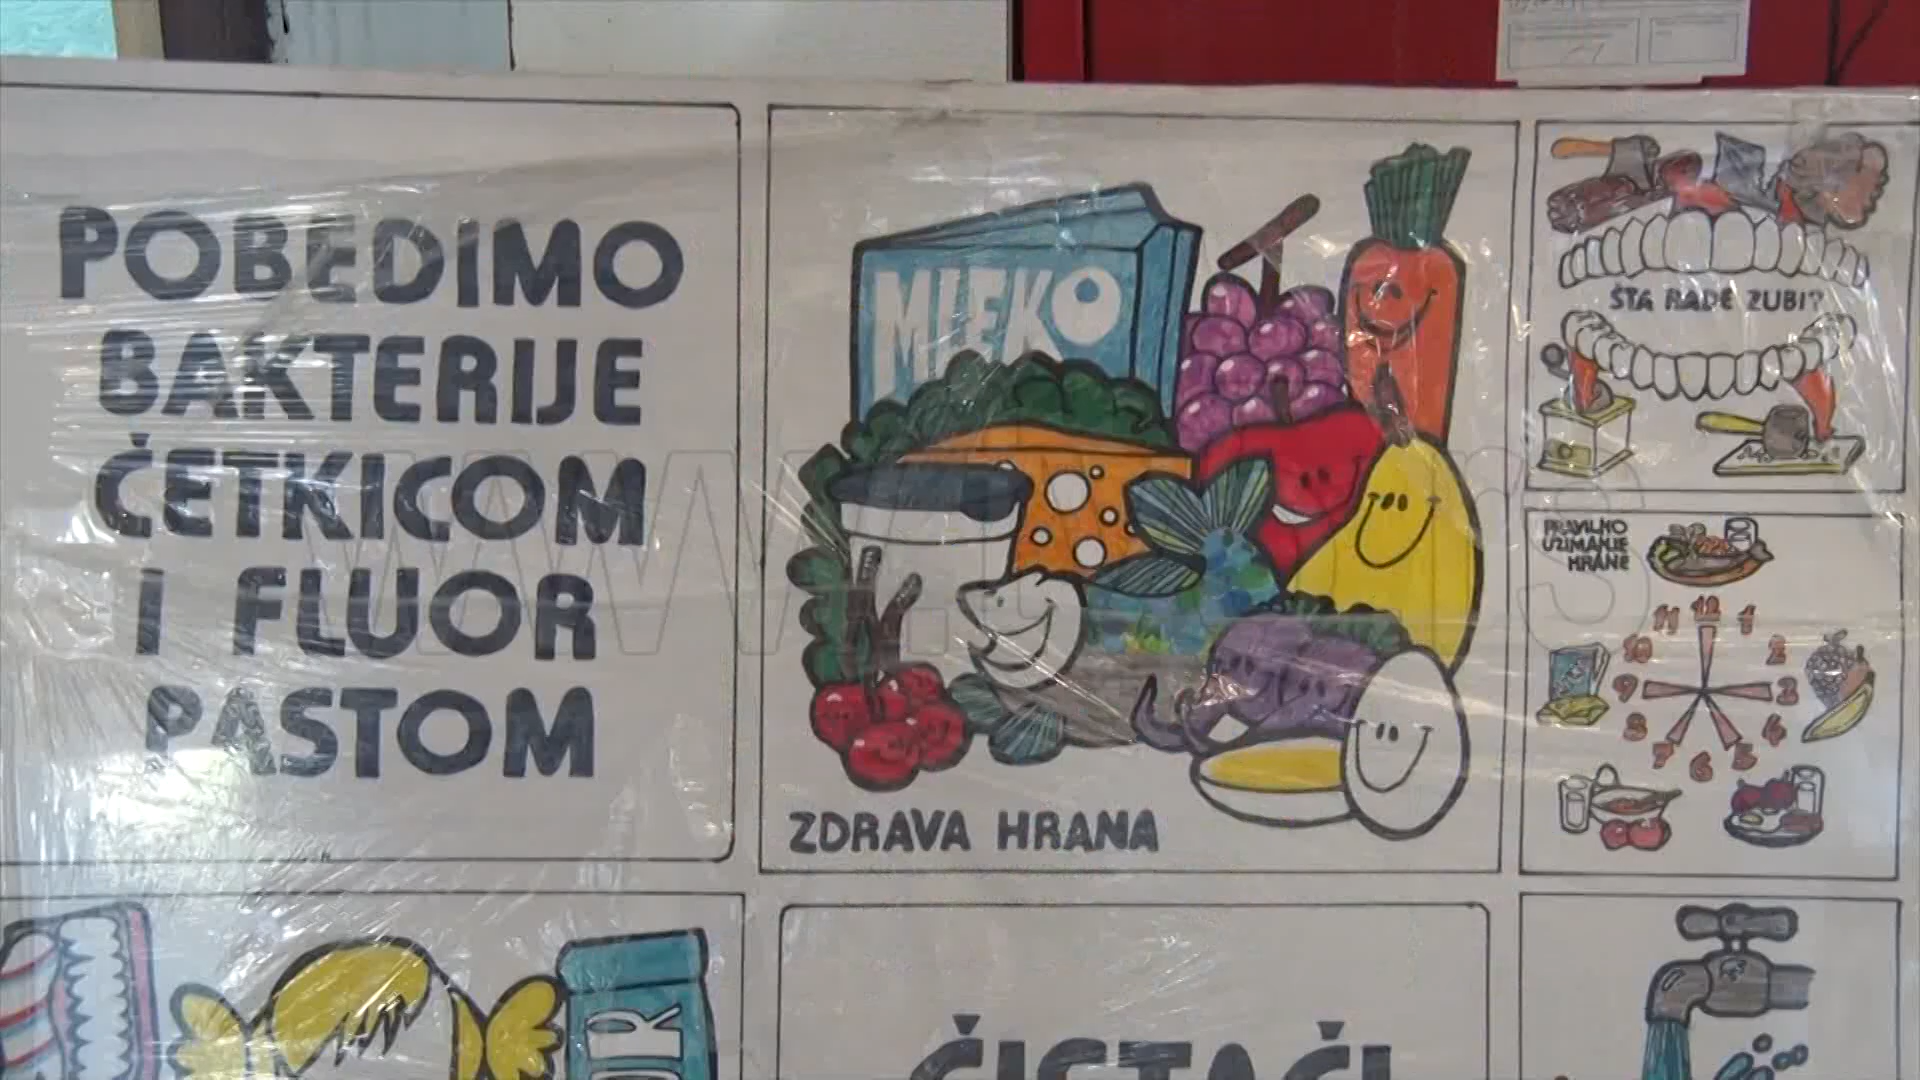 POBEDIMO
BAKTERIJE
ČETKICOM
I FLUOR
PASTOM
MLEKO
ZDRAVA HRANA
ŠTA RADE ZUBI?
PRAVILNO
UZIMANJE
HRANE
11 12 1
10 2
9 3
8 4
7 6 5
ČISTAČI